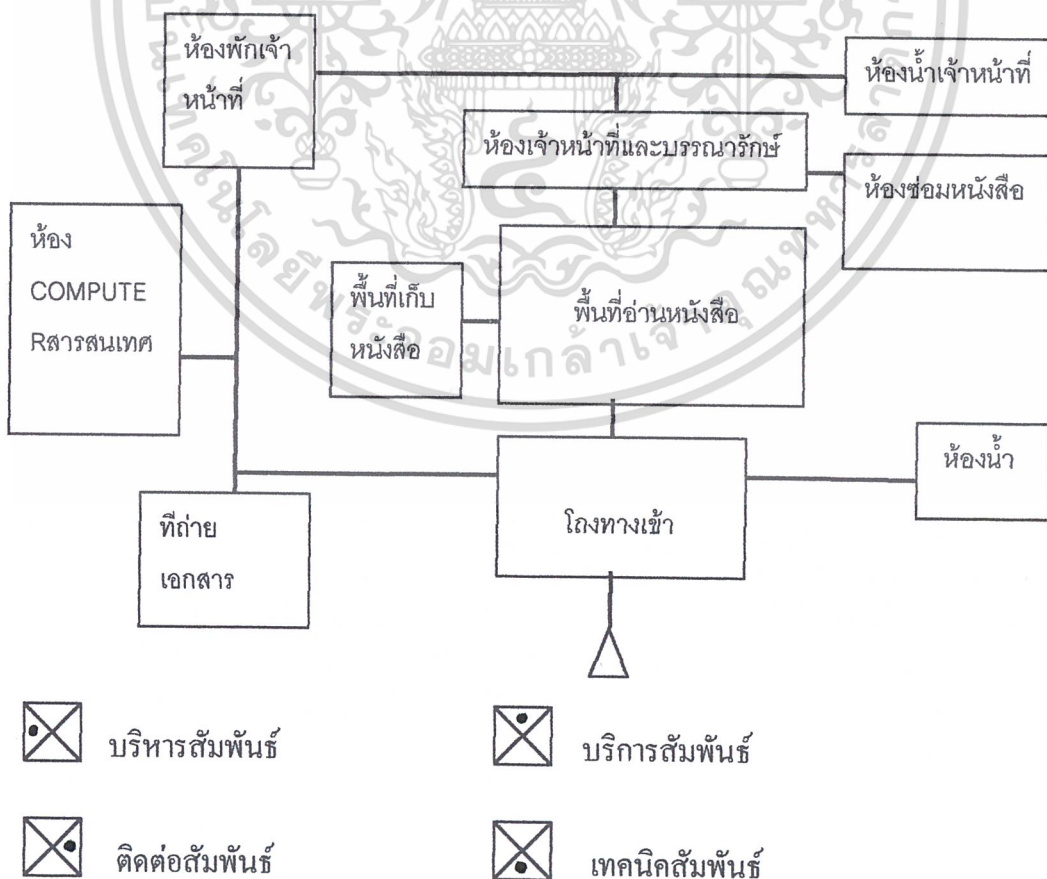 ห้องพักเจ้า
หน้าที่
ห้องน้ำเจ้าหน้าที่
ห้องเจ้าหน้าที่และบรรณารักษ์
ห้องซ่อมหนังสือ
ห้อง
COMPUTE
Rสารสนเทศ
พื้นที่เก็บ
หนังสือ
พื้นที่อ่านหนังสือ
ห้องน้ำ
ที่ถ่าย
เอกสาร
โถงทางเข้า
บริหารสัมพันธ์
บริการสัมพันธ์
ติดต่อสัมพันธ์
เทคนิคสัมพันธ์